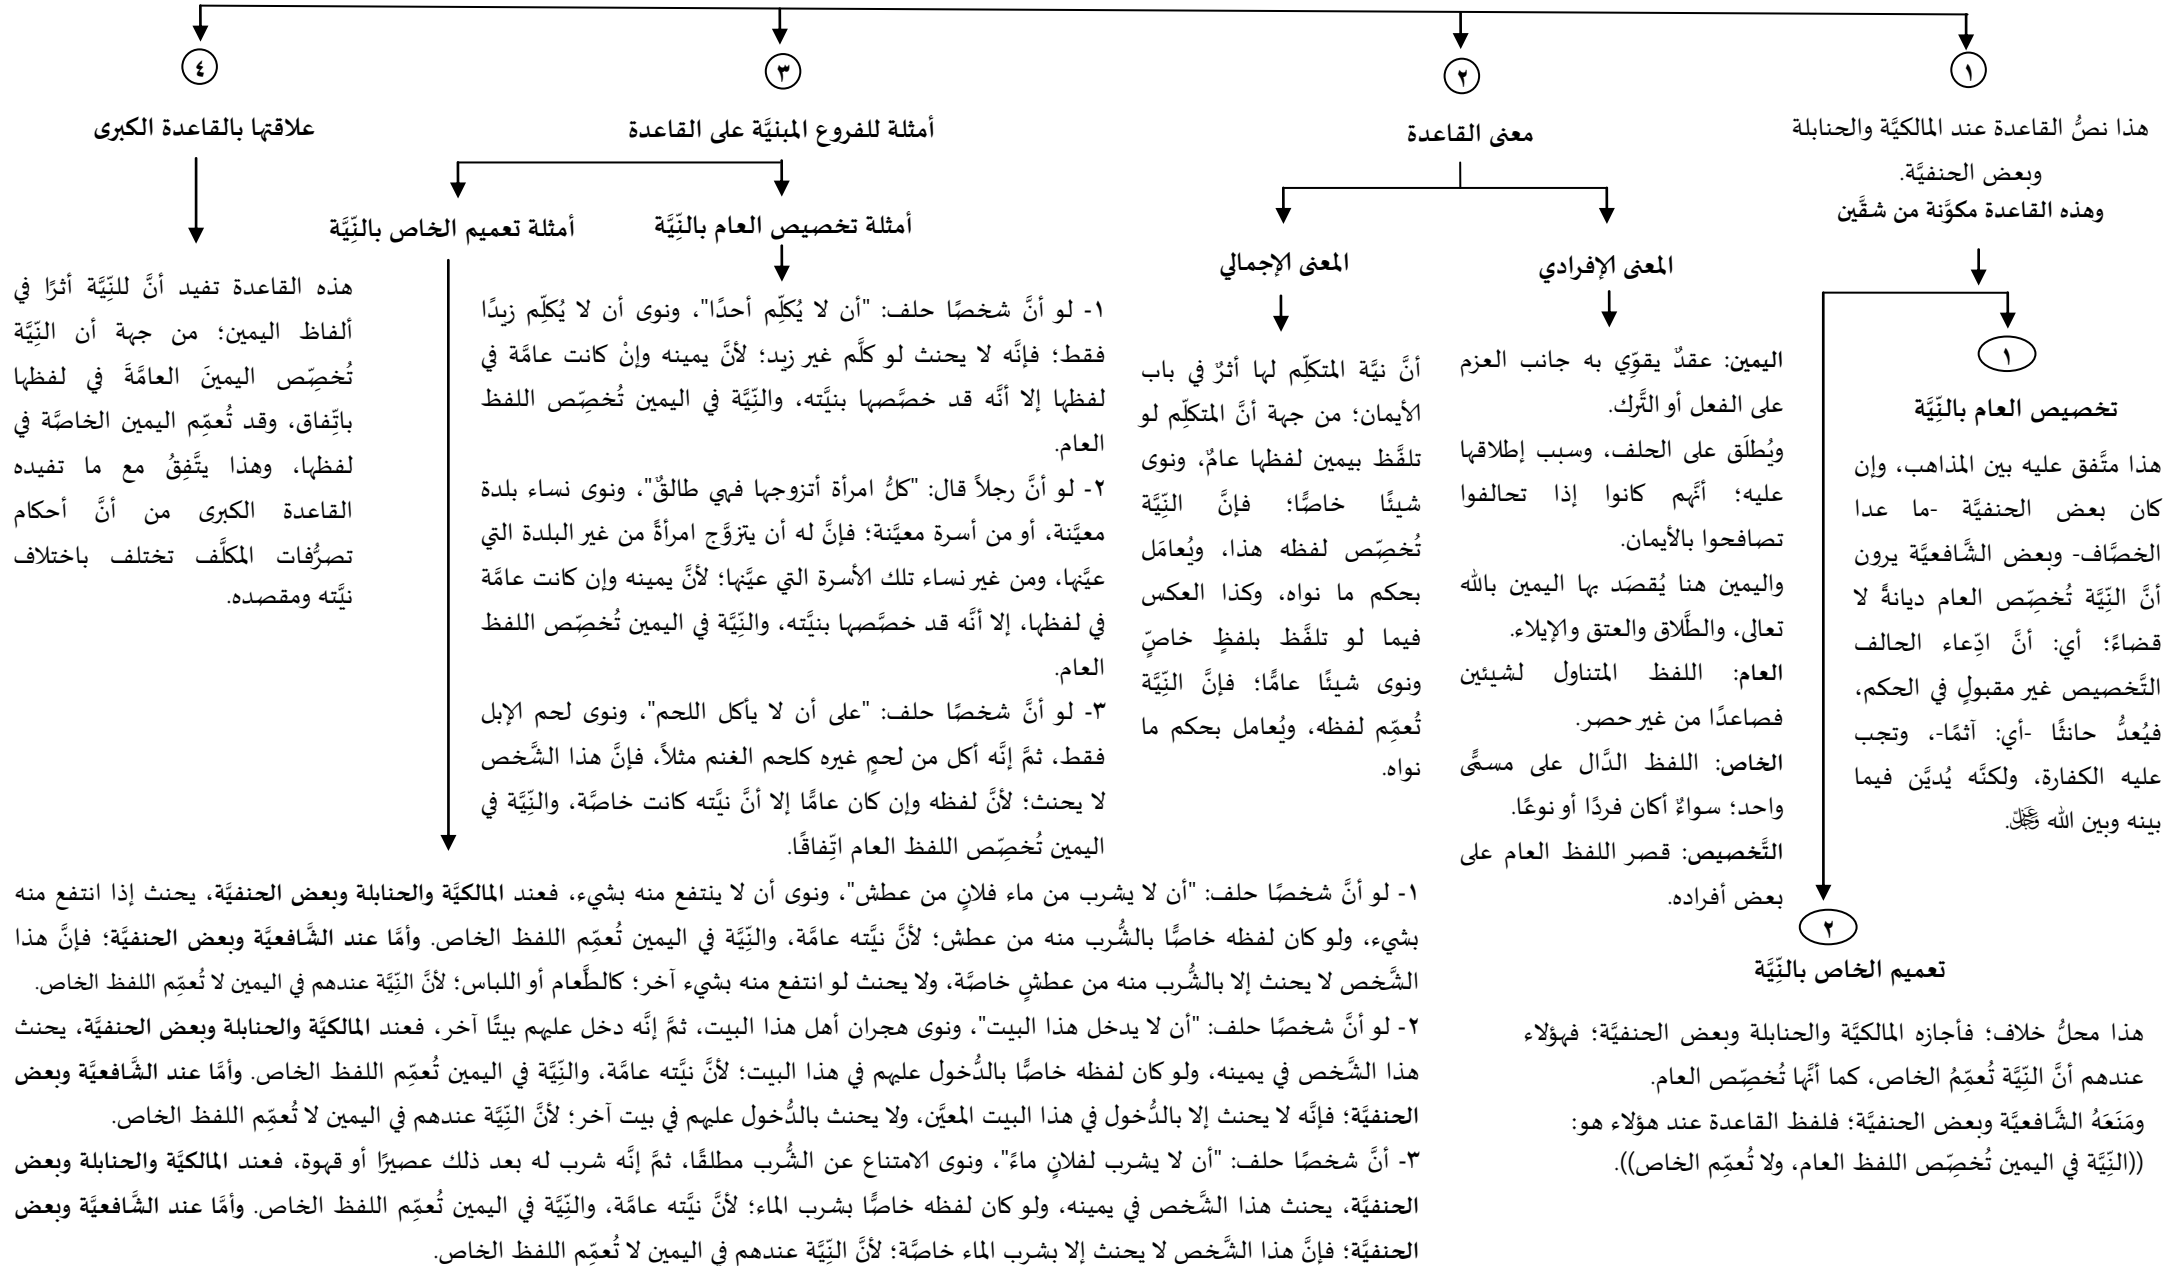 ١
هذا نصُّ القاعدة عند المالكيَّة والحنابلة
وبعض الحنفيَّة.
وهذه القاعدة مكوَّنة من شقَّين
١
تخصيص العام بالنِّيَّة
هذا متَّفق عليه بين المذاهب، وإن
كان بعض الحنفيَّة -ما عدا
الخصَّاف- وبعض الشَّافعيَّة يرون
أنَّ النِّيَّة تُخصِّص العام ديانةً لا
قضاءً؛ أي: أنَّ ادِّعاء الحالف
التَّخصيص غير مقبولٍ في الحكم،
فيُعدُّ حانثًا -أي: آثمًا-، وتجب
عليه الكفارة، ولكنَّه يُديَّن فيما
بينه وبين الله ﷿.
٢
تعميم الخاص بالنِّيَّة
هذا محلُّ خلاف؛ فأجازه المالكيَّة والحنابلة وبعض الحنفيَّة؛ فهؤلاء
عندهم أنَّ النِّيَّة تُعمِّمُ الخاص، كما أنَّها تُخصِّص العام.
ومَنَعَهُ الشَّافعيَّة وبعض الحنفيَّة؛ فلفظ القاعدة عند هؤلاء هو:
((النِّيَّة في اليمين تُخصِّص اللفظ العام، ولا تُعمِّم الخاص)).
٢
معنى القاعدة
المعنى الإفرادي
اليمين: عقدٌ يقوِّي به جانب العزم
على الفعل أو التَّرك.
ويُطلَق على الحلف، وسبب إطلاقها
عليه؛ أنَّهم كانوا إذا تحالفوا
تصافحوا بالأيمان.
واليمين هنا يُقصَد بها اليمين بالله
تعالى، والطَّلاق والعتق والإيلاء.
العام: اللفظ المتناول لشيئين
فصاعدًا من غير حصر.
الخاص: اللفظ الدَّال على مسمًّى
واحد؛ سواءٌ أكان فردًا أو نوعًا.
التَّخصيص: قصر اللفظ العام على
بعض أفراده.
المعنى الإجمالي
أنَّ نيَّة المتكلِّم لها أثرٌ في باب
الأيمان؛ من جهة أنَّ المتكلِّم لو
تلفَّظ بيمين لفظها عامٌ، ونوى
شيئًا خاصًّا؛ فإنَّ النِّيَّة
تُخصِّص لفظه هذا، ويُعامَل
بحكم ما نواه، وكذا العكس
فيما لو تلفَّظ بلفظٍ خاصٍّ
ونوى شيئًا عامًّا؛ فإنَّ النِّيَّة
تُعمِّم لفظه، ويُعامل بحكم ما
نواه.
٣
أمثلة للفروع المبنيَّة على القاعدة
أمثلة تخصيص العام بالنِّيَّة
١- لو أنَّ شخصًا حلف: "أن لا يُكلِّم أحدًا"، ونوى أن لا يُكلِّم زيدًا
فقط؛ فإنَّه لا يحنث لو كلَّم غير زيد؛ لأنَّ يمينه وإنْ كانت عامَّة في
لفظها إلا أنَّه قد خصَّصها بنيَّته، والنِّيَّة في اليمين تُخصِّص اللفظ
العام.
٢- لو أنَّ رجلاً قال: "كلُّ امرأة أتزوجها فهي طالقٌ"، ونوى نساء بلدة
معيَّنة، أو من أسرة معيَّنة؛ فإنَّ له أن يتزوَّج امرأةً من غير البلدة التي
عيَّنها، ومن غير نساء تلك الأسرة التي عيَّنها؛ لأنَّ يمينه وإن كانت عامَّة
في لفظها، إلا أنَّه قد خصَّصها بنيَّته، والنِّيَّة في اليمين تُخصِّص اللفظ
العام.
٣- لو أنَّ شخصًا حلف: "على أن لا يأكل اللحم"، ونوى لحم الإبل
فقط، ثمَّ إنَّه أكل من لحمٍ غيره كلحم الغنم مثلاً، فإنَّ هذا الشَّخص
لا يحنث؛ لأنَّ لفظه وإن كان عامًّا إلا أنَّ نيَّته كانت خاصَّة، والنِّيَّة في
اليمين تُخصِّص اللفظ العام اتِّفاقًا.
أمثلة تعميم الخاص بالنِّيَّة
١- لو أنَّ شخصًا حلف: "أن لا يشرب من ماء فلانٍ من عطش"، ونوى أن لا ينتفع منه بشيء، فعند المالكيَّة والحنابلة وبعض الحنفيَّة، يحنث إذا انتفع منه
بشيء، ولو كان لفظه خاصًّا بالشُّرب منه من عطش؛ لأنَّ نيَّته عامَّة، والنِّيَّة في اليمين تُعمِّم اللفظ الخاص. وأمَّا عند الشَّافعيَّة وبعض الحنفيَّة؛ فإنَّ هذا
الشَّخص لا يحنث إلا بالشُّرب منه من عطشٍ خاصَّة، ولا يحنث لو انتفع منه بشيء آخر؛ كالطَّعام أو اللباس؛ لأنَّ النِّيَّة عندهم في اليمين لا تُعمِّم اللفظ الخاص.
٢- لو أنَّ شخصًا حلف: "أن لا يدخل هذا البيت"، ونوى هجران أهل هذا البيت، ثمَّ إنَّه دخل عليهم بيتًا آخر، فعند المالكيَّة والحنابلة وبعض الحنفيَّة، يحنث
هذا الشَّخص في يمينه، ولو كان لفظه خاصًّا بالدُّخول عليهم في هذا البيت؛ لأنَّ نيَّته عامَّة، والنِّيَّة في اليمين تُعمِّم اللفظ الخاص. وأمَّا عند الشَّافعيَّة وبعض
الحنفيَّة؛ فإنَّه لا يحنث إلا بالدُّخول في هذا البيت المعيَّن، ولا يحنث بالدُّخول عليهم في بيت آخر؛ لأنَّ النِّيَّة عندهم في اليمين لا تُعمِّم اللفظ الخاص.
٣- أنَّ شخصًا حلف: "أن لا يشرب لفلانٍ ماءً"، ونوى الامتناع عن الشُّرب مطلقًا، ثمَّ إنَّه شرب له بعد ذلك عصيرًا أو قهوة، فعند المالكيَّة والحنابلة وبعض
الحنفيَّة، يحنث هذا الشَّخص في يمينه، ولو كان لفظه خاصًّا بشرب الماء؛ لأنَّ نيَّته عامَّة، والنِّيَّة في اليمين تُعمِّم اللفظ الخاص. وأمَّا عند الشَّافعيَّة وبعض
الحنفيَّة؛ فإنَّ هذا الشَّخص لا يحنث إلا بشرب الماء خاصَّة؛ لأنَّ النِّيَّة عندهم في اليمين لا تُعمِّم اللفظ الخاص.
٤
علاقتها بالقاعدة الكبرى
هذه القاعدة تفيد أنَّ للنِّيَّة أثرًا في
ألفاظ اليمين؛ من جهة أن النِّيَّة
تُخصِّص اليمينَ العامَّةَ في لفظها
باتِّفاق، وقد تُعمِّم اليمين الخاصَّة في
لفظها، وهذا يتَّفِقُ مع ما تفيده
القاعدة الكبرى من أنَّ أحكام
تصرُّفات المكلَّف تختلف باختلاف
نيَّته ومقصده.